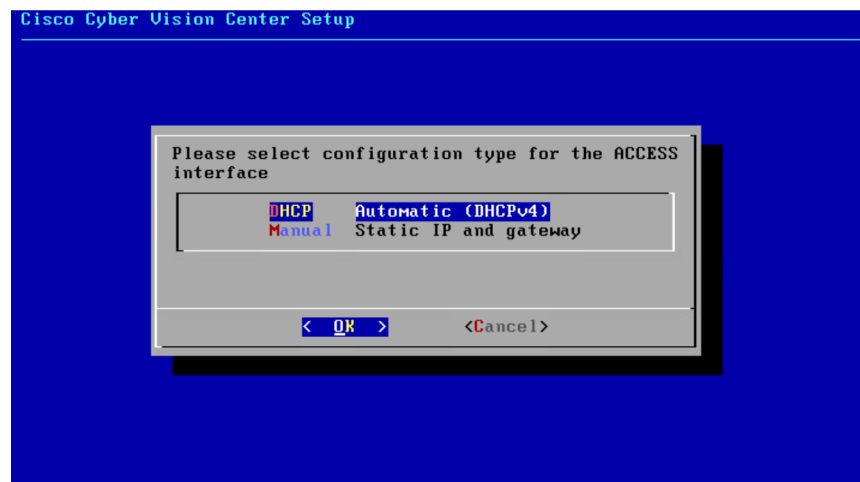 Cisco Cyber Vision Center Setup
Please select configuration type for the ACCESS
interface
DHCP Automatic (DHCPv4)
Manual Static IP and gateway
< OK > <Cancel>